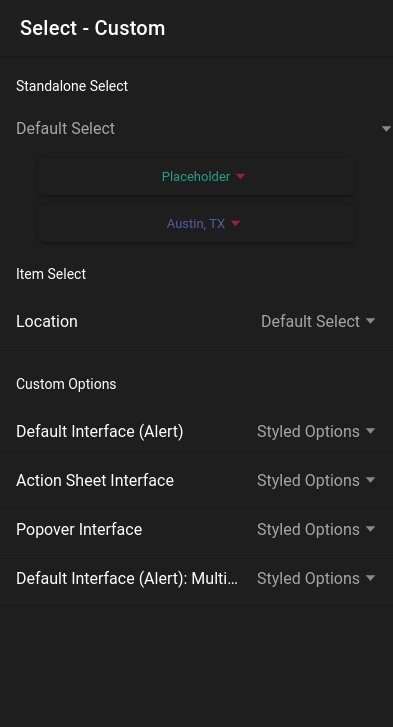 Select - Custom
Standalone Select
Default Select
Placeholder
Austin, TX
Item Select
Location Default Select
Custom Options
Default Interface (Alert) Styled Options
Action Sheet Interface Styled Options
Popover Interface Styled Options
Default Interface (Alert): Multi... Styled Options